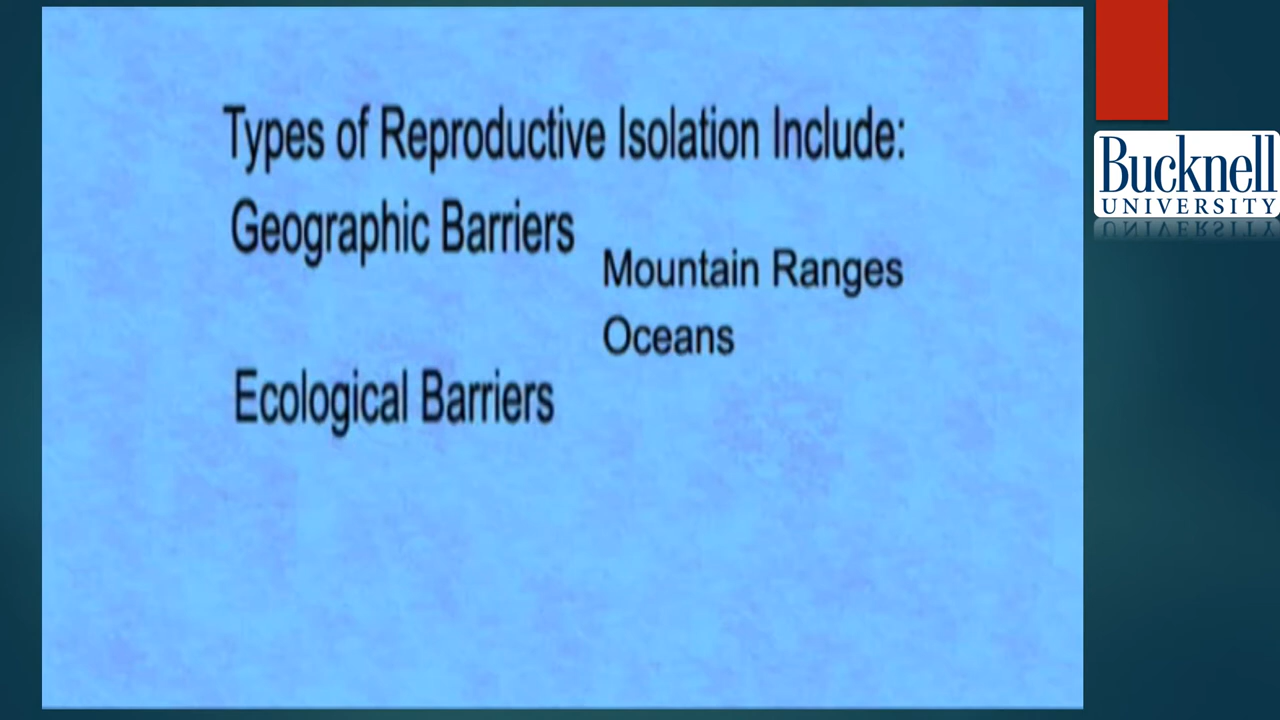 Types of Reproductive Isolation Include:
Geographic Barriers
Mountain Ranges
Oceans
Ecological Barriers
Bucknell
UNIVERSITY